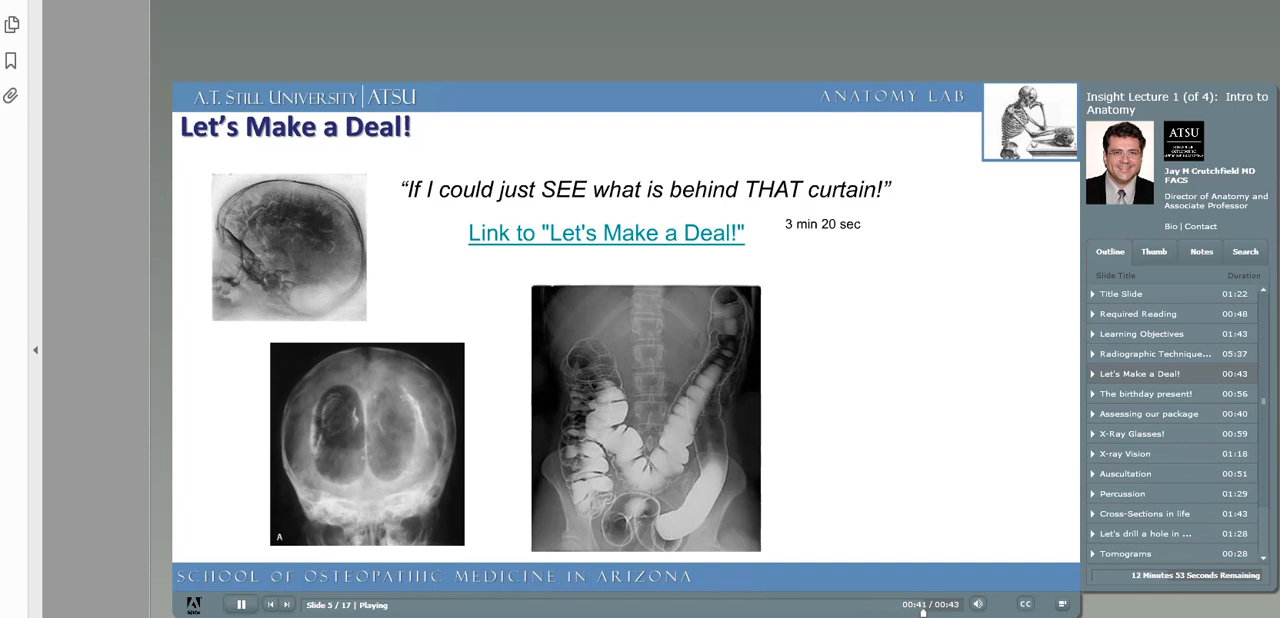 A.T. STILL UNIVERSITY | ATSU
ANATOMY LAB
Let's Make a Deal!
“If I could just SEE what is behind THAT curtain!”
Link to "Let's Make a Deal!"
3 min 20 sec
A
SCHOOL OF OSTEOPATHIC MEDICINE IN ARIZONA
Slide 5 / 17 | Playing
00:41 / 00:43
CC
Insight Lecture 1 (of 4): Intro to
Anatomy
ATSU
Jay M Crutchfield MD
FACS
Director of Anatomy and
Associate Professor
Bio | Contact
Outline Thumb Notes Search
Slide Title Duration
Title Slide 01:22
Required Reading 00:48
Learning Objectives 01:43
Radiographic Technique... 05:37
Let's Make a Deal! 00:43
The birthday present! 00:56
Assessing our package 00:40
X-Ray Glasses! 00:59
X-ray Vision 01:18
Auscultation 00:51
Percussion 01:29
Cross-Sections in life 01:43
Let's drill a hole in ... 01:28
Tomograms 00:28
12 Minutes 53 Seconds Remaining